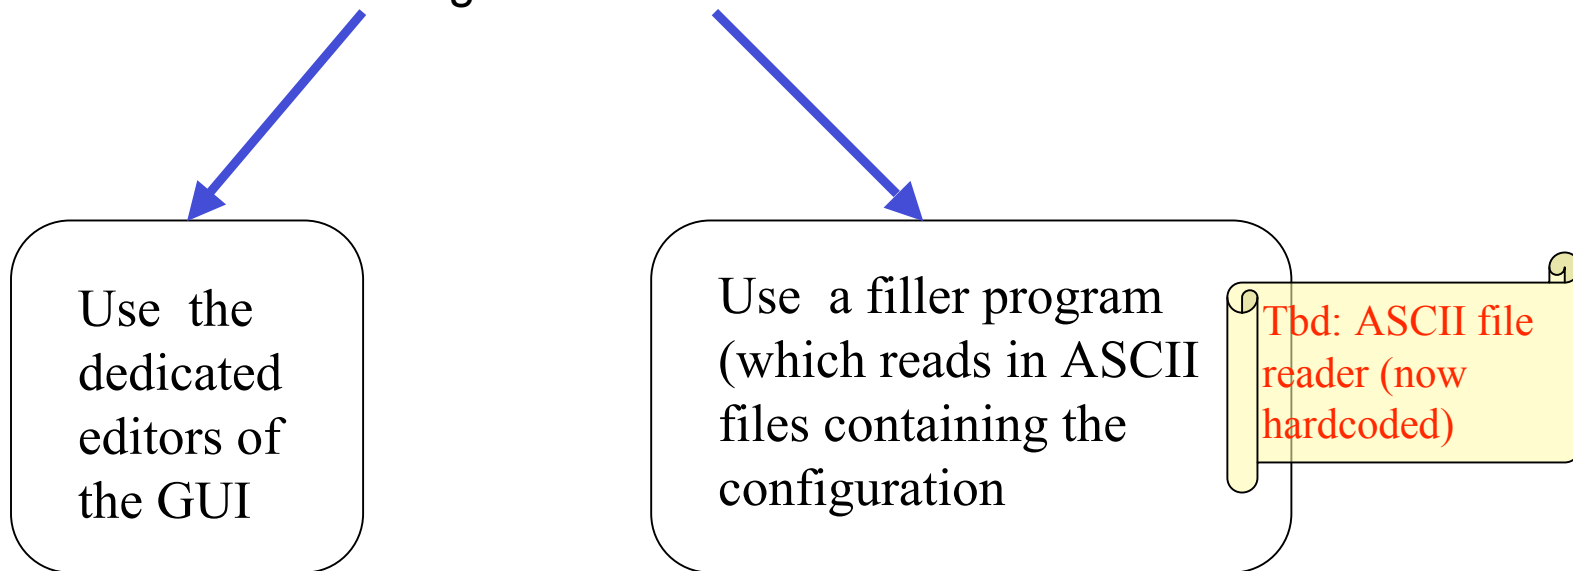 Use the
dedicated
editors of
the GUI
Use a filler program
(which reads in ASCII
files containing the
configuration
Tbd: ASCII file
reader (now
hardcoded)